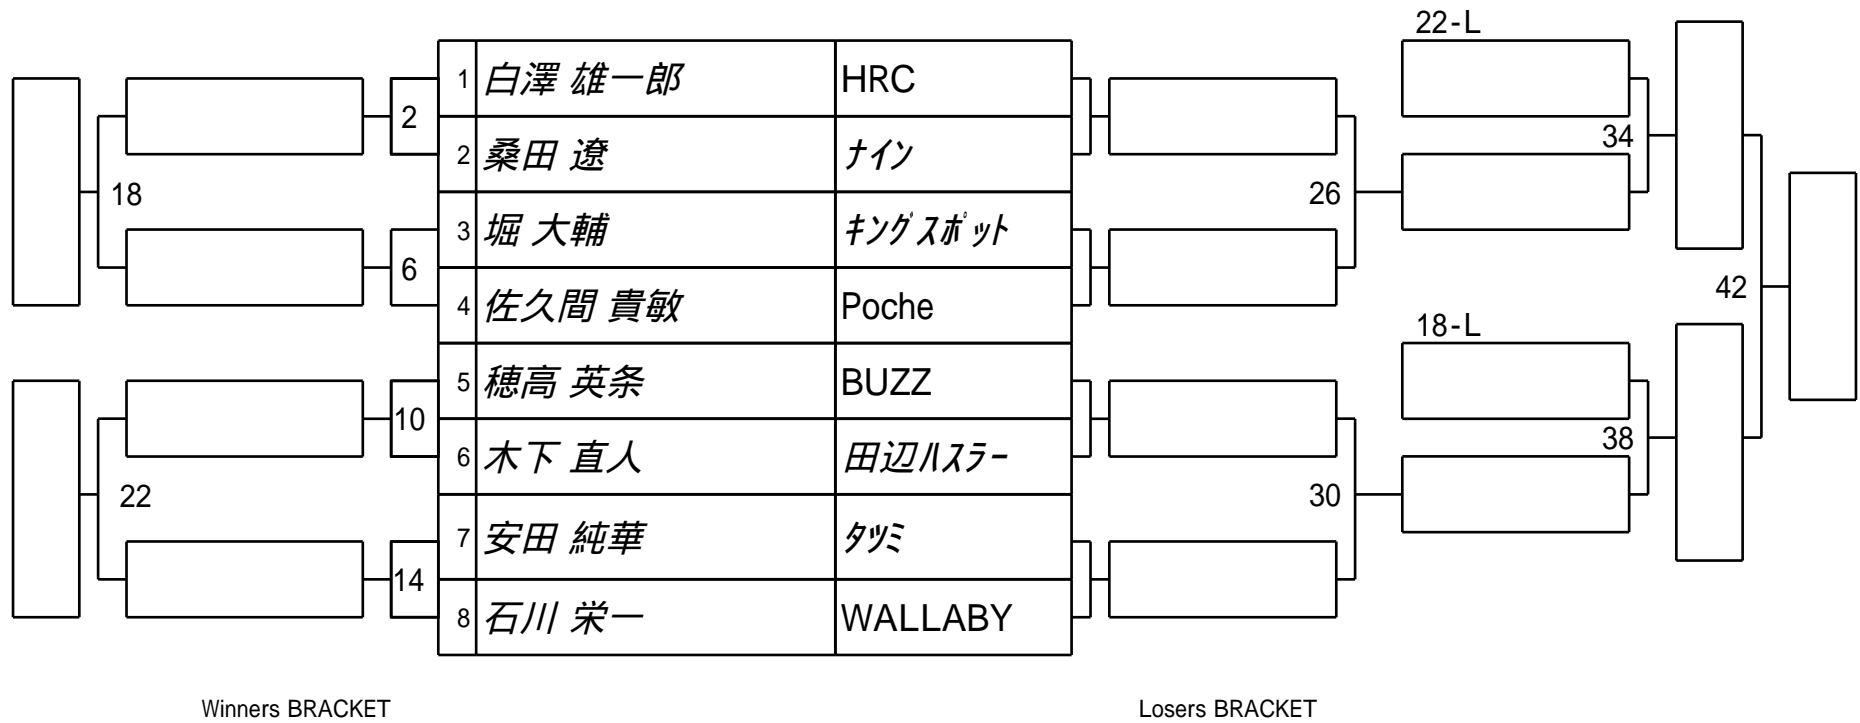 22-L
1 白澤 雄一郎 HRC
2
34
2 桑田 遼 ﾅｲﾝ
18
26
3 堀 大輔 ｷﾝｸﾞｽﾎﾟｯﾄ
6
4 佐久間 貴敏 Poche
42
18-L
5 穂高 英条 BUZZ
10
38
6 木下 直人 田辺ﾊｽﾗｰ
22
30
7 安田 純華 ﾀﾂﾐ
14
8 石川 栄一 WALLABY
Winners BRACKET
Losers BRACKET